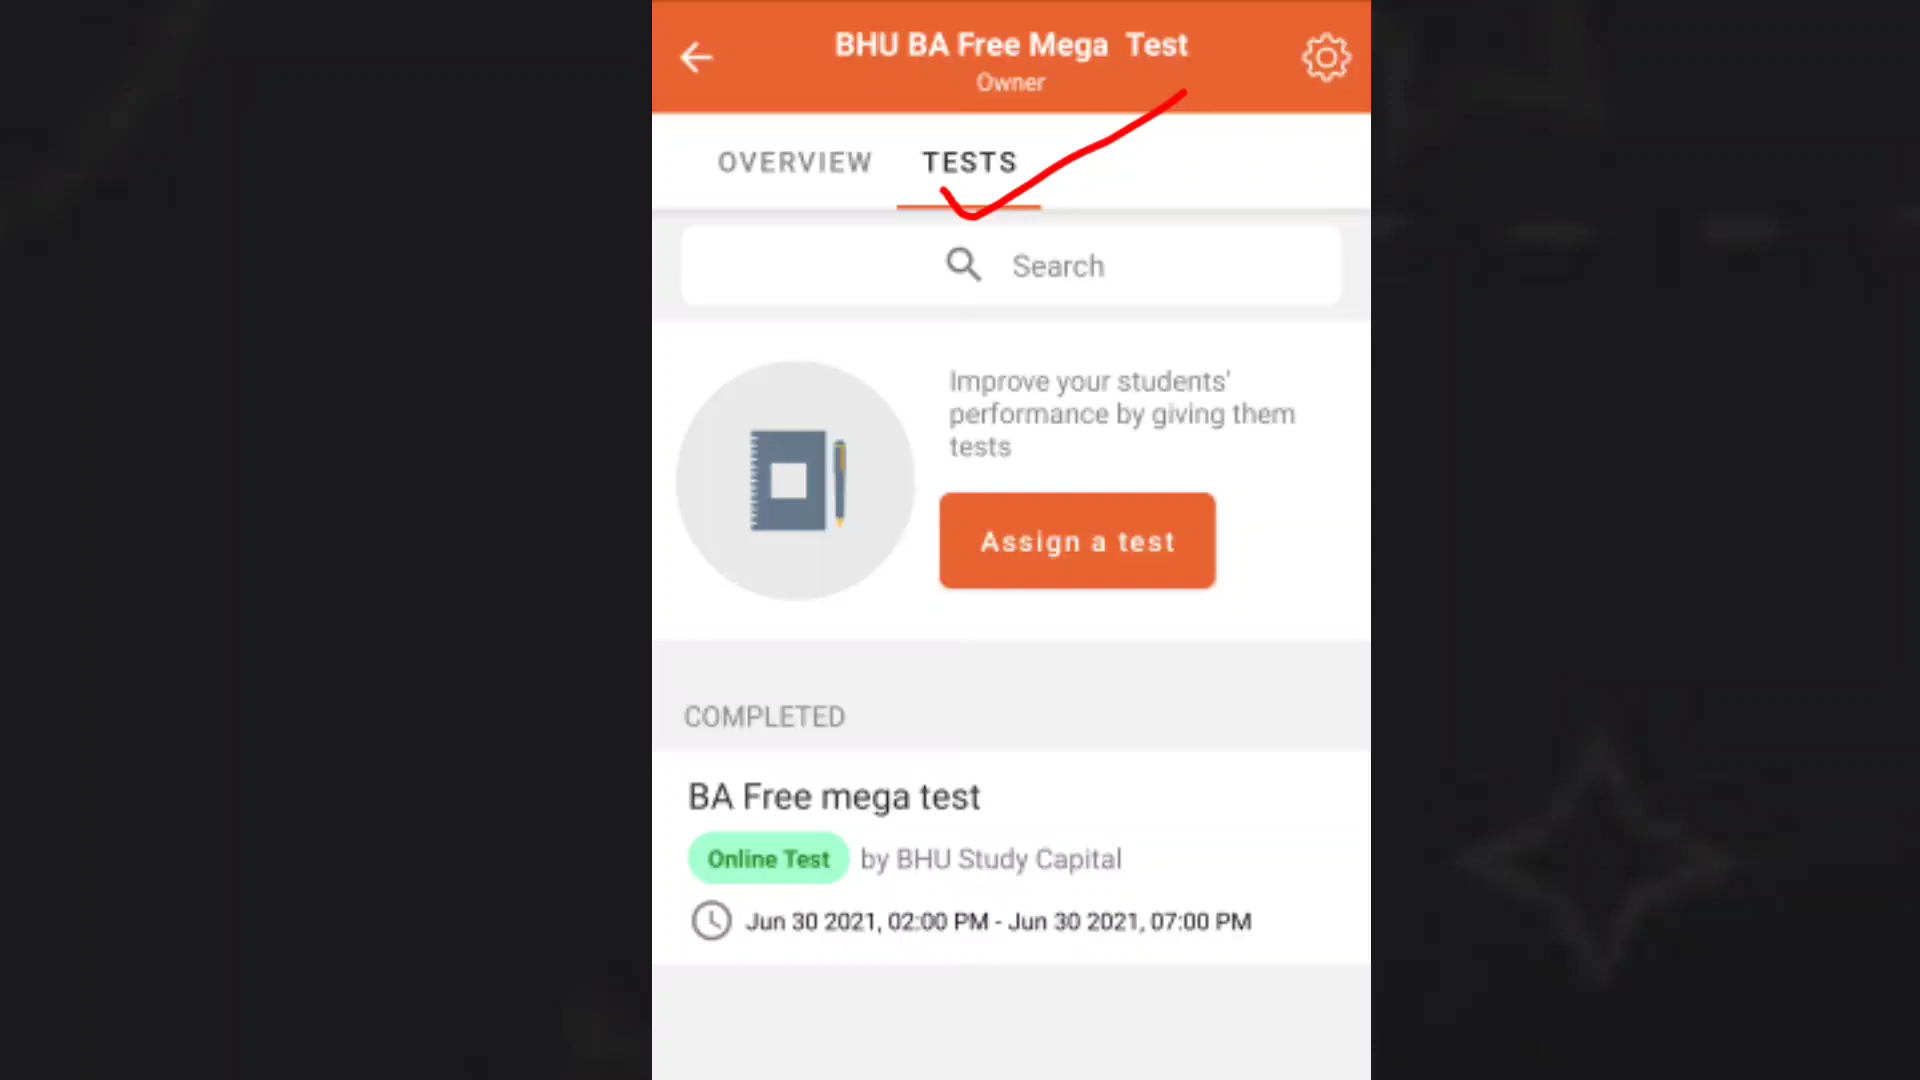 BHU BA Free Mega Test
Owner
OVERVIEW TESTS
Search
Improve your students'
performance by giving them
tests
Assign a test
COMPLETED
BA Free mega test
Online Test by BHU Study Capital
Jun 30 2021, 02:00 PM - Jun 30 2021, 07:00 PM